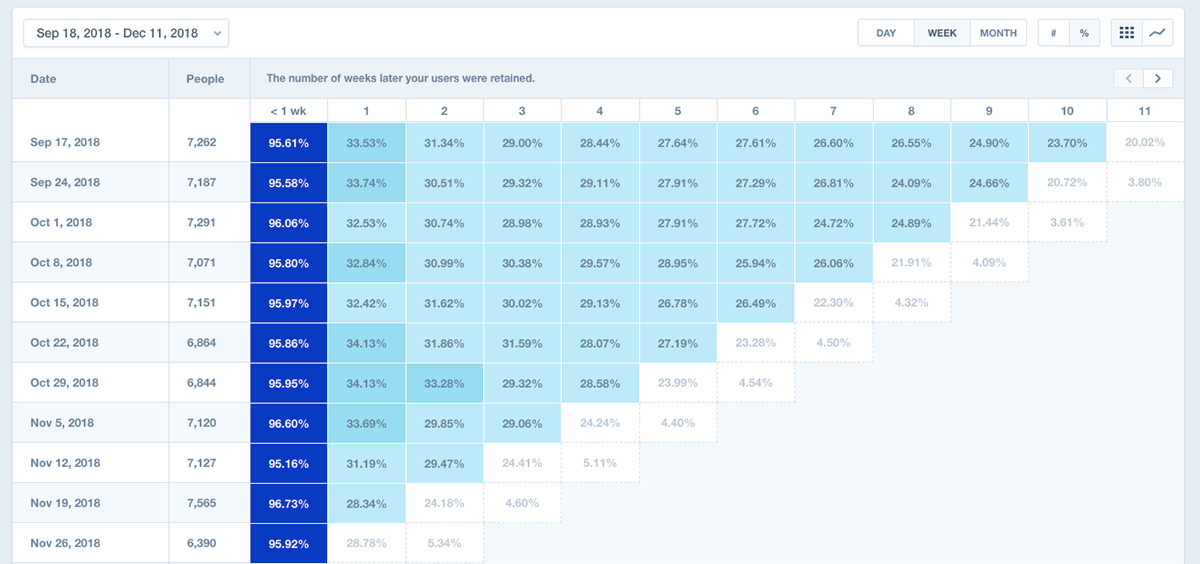 Sep 18, 2018 - Dec 11, 2018 DAY WEEK MONTH # %
Date People The number of weeks later your users were retained. < >
< 1 wk 1 2 3 4 5 6 7 8 9 10 11
Sep 17, 2018 7,262 95.61% 33.53% 31.34% 29.00% 28.44% 27.64% 27.61% 26.60% 26.55% 24.90% 23.70% 20.02%
Sep 24, 2018 7,187 95.58% 33.74% 30.51% 29.32% 29.11% 27.91% 27.29% 26.81% 24.09% 24.66% 20.72% 3.80%
Oct 1, 2018 7,291 96.06% 32.53% 30.74% 28.98% 28.93% 27.91% 27.72% 24.72% 24.89% 21.44% 3.61%
Oct 8, 2018 7,071 95.80% 32.84% 30.99% 30.38% 29.57% 28.95% 25.94% 26.06% 21.91% 4.09%
Oct 15, 2018 7,151 95.97% 32.42% 31.62% 30.02% 29.13% 26.78% 26.49% 22.30% 4.32%
Oct 22, 2018 6,864 95.86% 34.13% 31.86% 31.59% 28.07% 27.19% 23.28% 4.50%
Oct 29, 2018 6,844 95.95% 34.13% 33.28% 29.32% 28.58% 23.99% 4.54%
Nov 5, 2018 7,120 96.60% 33.69% 29.85% 29.06% 24.24% 4.40%
Nov 12, 2018 7,127 95.16% 31.19% 29.47% 24.41% 5.11%
Nov 19, 2018 7,565 96.73% 28.34% 24.18% 4.60%
Nov 26, 2018 6,390 95.92% 28.78% 5.34%